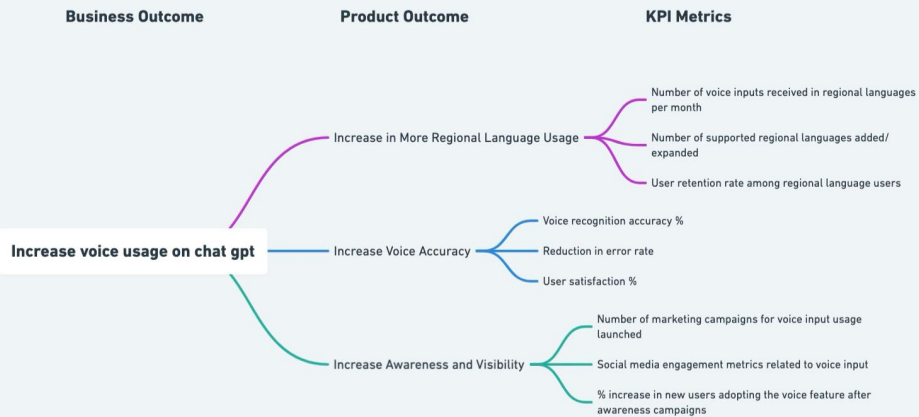 Business Outcome
Product Outcome
KPI Metrics
Increase voice usage on chat gpt
Increase in More Regional Language Usage
Number of voice inputs received in regional languages
per month
Number of supported regional languages added/
expanded
User retention rate among regional language users
Increase Voice Accuracy
Voice recognition accuracy %
Reduction in error rate
User satisfaction %
Increase Awareness and Visibility
Number of marketing campaigns for voice input usage
launched
Social media engagement metrics related to voice input
% increase in new users adopting the voice feature after
awareness campaigns